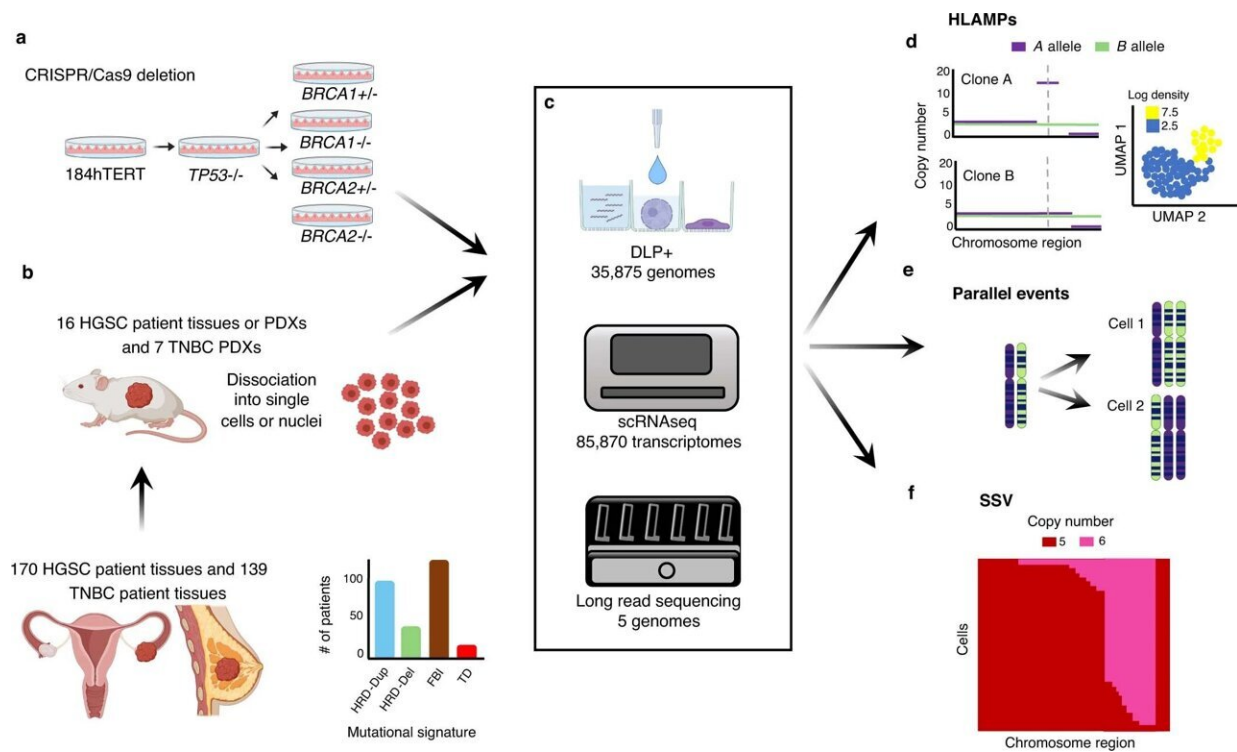 a
CRISPR/Cas9 deletion
184hTERT
TP53-/-
BRCA1+/-
BRCA1-/-
BRCA2+/-
BRCA2-/-
b
16 HGSC patient tissues or PDXs
and 7 TNBC PDXs
Dissociation
into single
cells or nuclei
170 HGSC patient tissues and 139
TNBC patient tissues
# of patients
100
50
0
HRD-Dup
HRD-Del
FBI
TD
Mutational signature
c
DLP+
35,875 genomes
scRNAseq
85,870 transcriptomes
Long read sequencing
5 genomes
HLAMPs
d
A allele
B allele
Copy number
20
15
10
5
0
Clone A
20
15
10
5
0
Clone B
Chromosome region
Log density
7.5
2.5
UMAP 1
UMAP 2
e
Parallel events
Cell 1
Cell 2
f
SSV
Copy number
5
6
Cells
Chromosome region